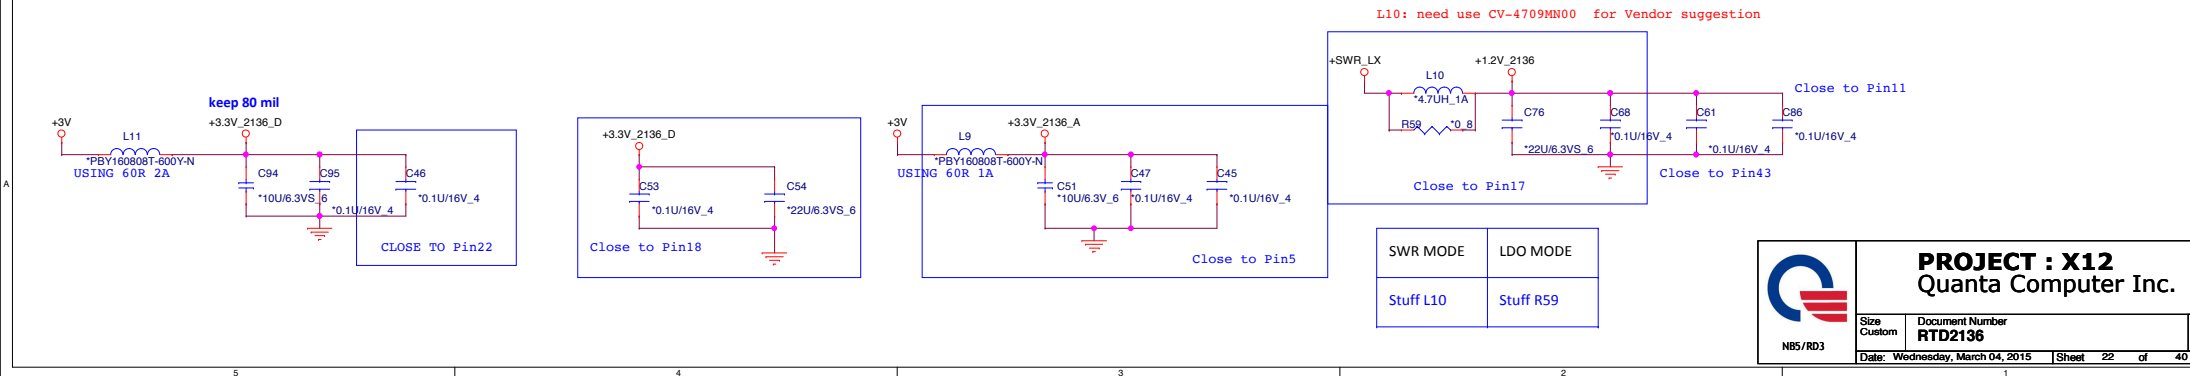 L10: need use CV-4709MN00  for Vendor suggestion
keep 80 mil
+3V
L11
*PBY160808T-600Y-N
USING 60R 2A
+3.3V_2136_D
C94
*10U/6.3VS_6
C95
*0.1U/16V_4
C46
*0.1U/16V_4
CLOSE TO Pin22
+3.3V_2136_D
C53
*0.1U/16V_4
C54
*22U/6.3VS_6
Close to Pin18
+3V
L9
*PBY160808T-600Y-N
USING 60R 1A
+3.3V_2136_A
C51
*10U/6.3V_6
C47
*0.1U/16V_4
C45
*0.1U/16V_4
Close to Pin5
+SWR_LX
L10
*4.7UH_1A
R59
*0_8
+1.2V_2136
C76
*22U/6.3VS_6
C68
*0.1U/16V_4
C61
*0.1U/16V_4
C86
*0.1U/16V_4
Close to Pin11
Close to Pin17
Close to Pin43
SWR MODE
LDO MODE
Stuff L10
Stuff R59
A
NB5/RD3
PROJECT : X12
Quanta Computer Inc.
Size
Custom
Document Number
RTD2136
Date: Wednesday, March 04, 2015
Sheet 22 of 40
5
4
3
2
1